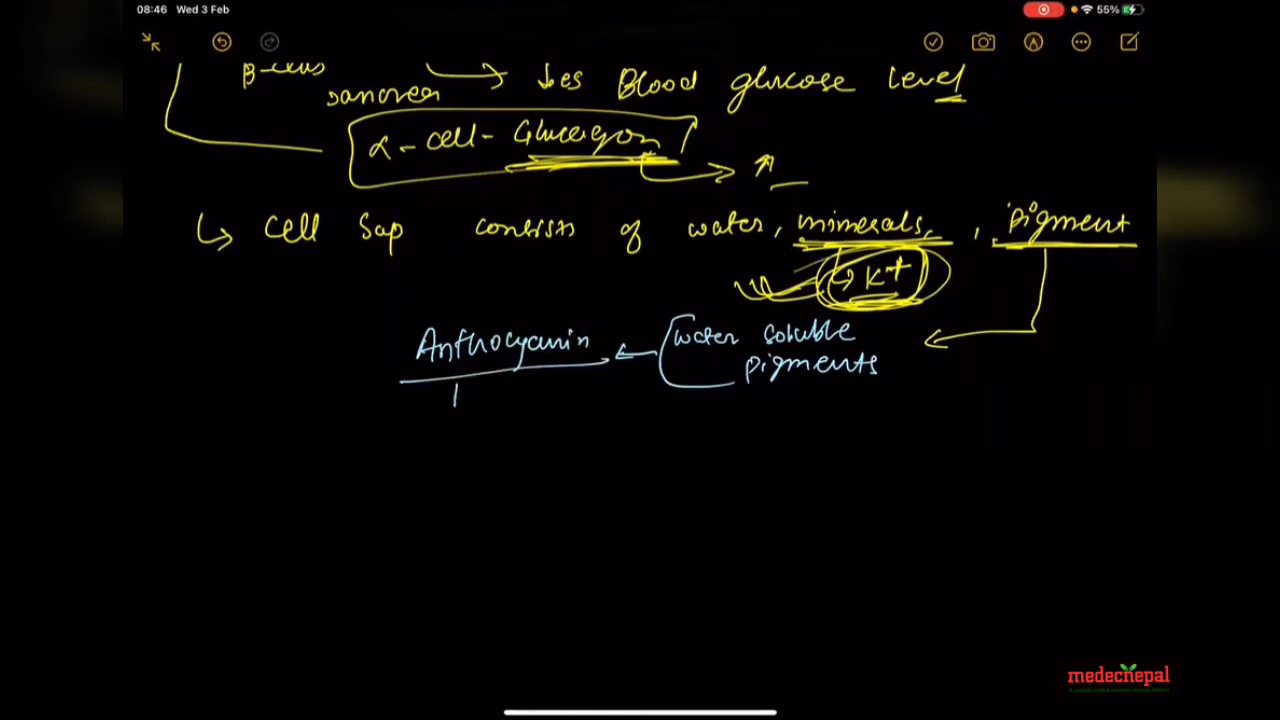 08:46 Wed 3 Feb 55%
β-cells
pancrea → ↓es Blood glucose level
α - cell - Glucagon → ↑
↳ cell sap consists of water, minerals, , pigment
→ K+
Anthocyanin ← water soluble
pigments
medecnepal